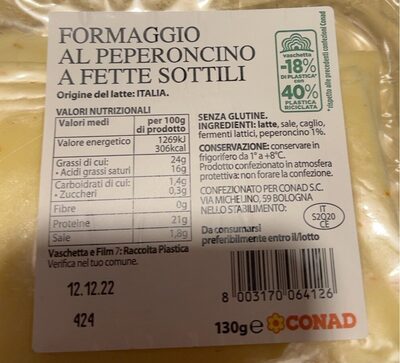 FORMAGGIO
AL PEPERONCINO
A FETTE SOTTILI
Origine del latte: ITALIA.
vaschetta
-18%
DI PLASTICA*
con
40%
PLASTICA
RICICLATA
*rispetto alle precedenti confezioni Conad
VALORI NUTRIZIONALI
Valori medi per 100g di prodotto
Valore energetico 1269kJ
306kcal
Grassi di cui: 24g
• Acidi grassi saturi 16g
Carboidrati di cui: 1,4g
• Zuccheri 0,3g
Fibre 0g
Proteine 21g
Sale 1,8g
Vaschetta e Film 7: Raccolta Plastica
Verifica nel tuo comune.
SENZA GLUTINE.
INGREDIENTI: latte, sale, caglio,
fermenti lattici, peperoncino 1%.
CONSERVAZIONE: conservare in
frigorifero da 1° a +8°C.
Prodotto confezionato in atmosfera
protettiva: non forare la confezione.
CONFEZIONATO PER CONAD S.C.
VIA MICHELINO, 59 BOLOGNA
NELLO STABILIMENTO:
IT
S2Q2O
CE
Da consumarsi
preferibilmente entro il/lotto
12.12.22
424
8 003170 064126
130g e CONAD